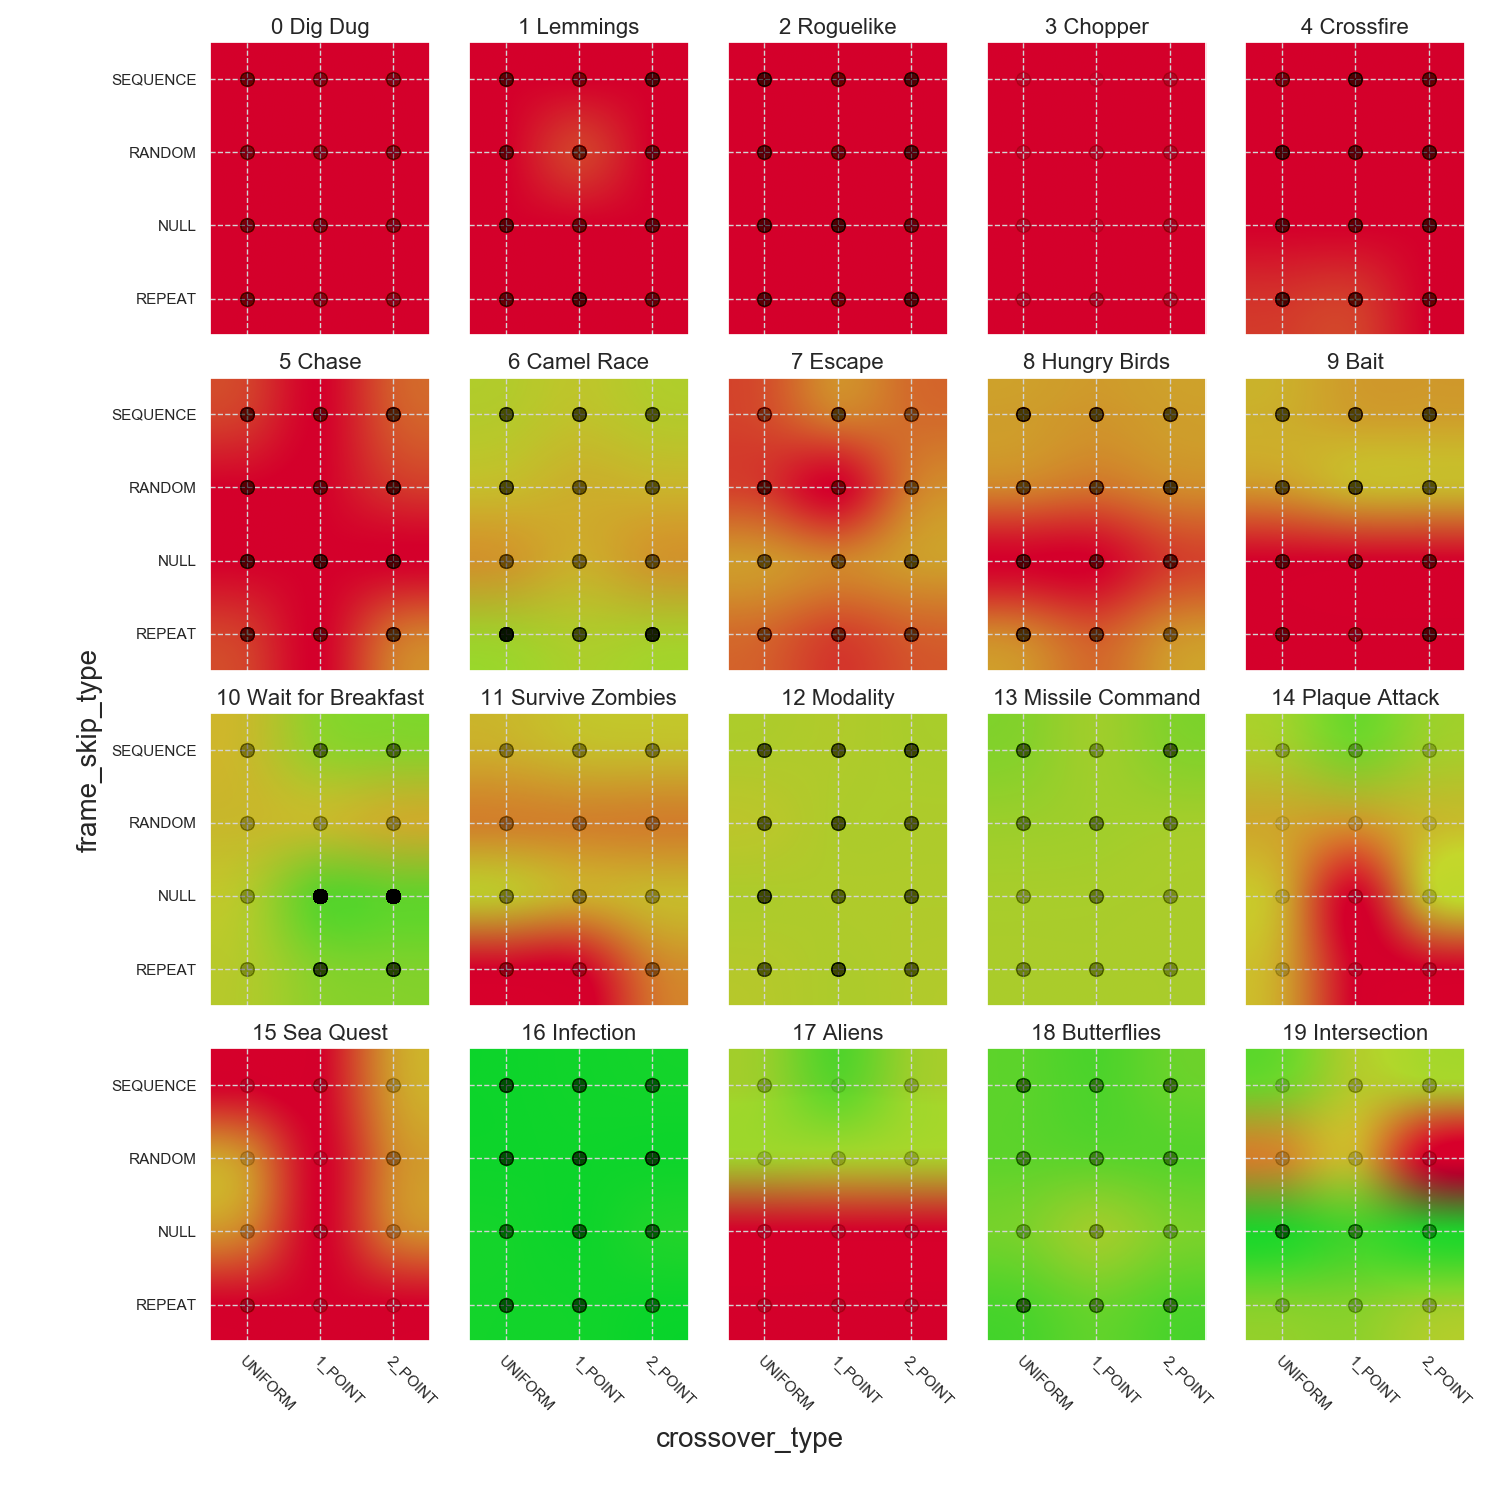 0 Dig Dug
1 Lemmings
2 Roguelike
3 Chopper
4 Crossfire
SEQUENCE
RANDOM
NULL
REPEAT
5 Chase
6 Camel Race
7 Escape
8 Hungry Birds
9 Bait
SEQUENCE
RANDOM
NULL
REPEAT
frame_skip_type
10 Wait for Breakfast
11 Survive Zombies
12 Modality
13 Missile Command
14 Plaque Attack
SEQUENCE
RANDOM
NULL
REPEAT
15 Sea Quest
16 Infection
17 Aliens
18 Butterflies
19 Intersection
SEQUENCE
RANDOM
NULL
REPEAT
UNIFORM
1_POINT
2_POINT
UNIFORM
1_POINT
2_POINT
UNIFORM
1_POINT
2_POINT
UNIFORM
1_POINT
2_POINT
UNIFORM
1_POINT
2_POINT
crossover_type